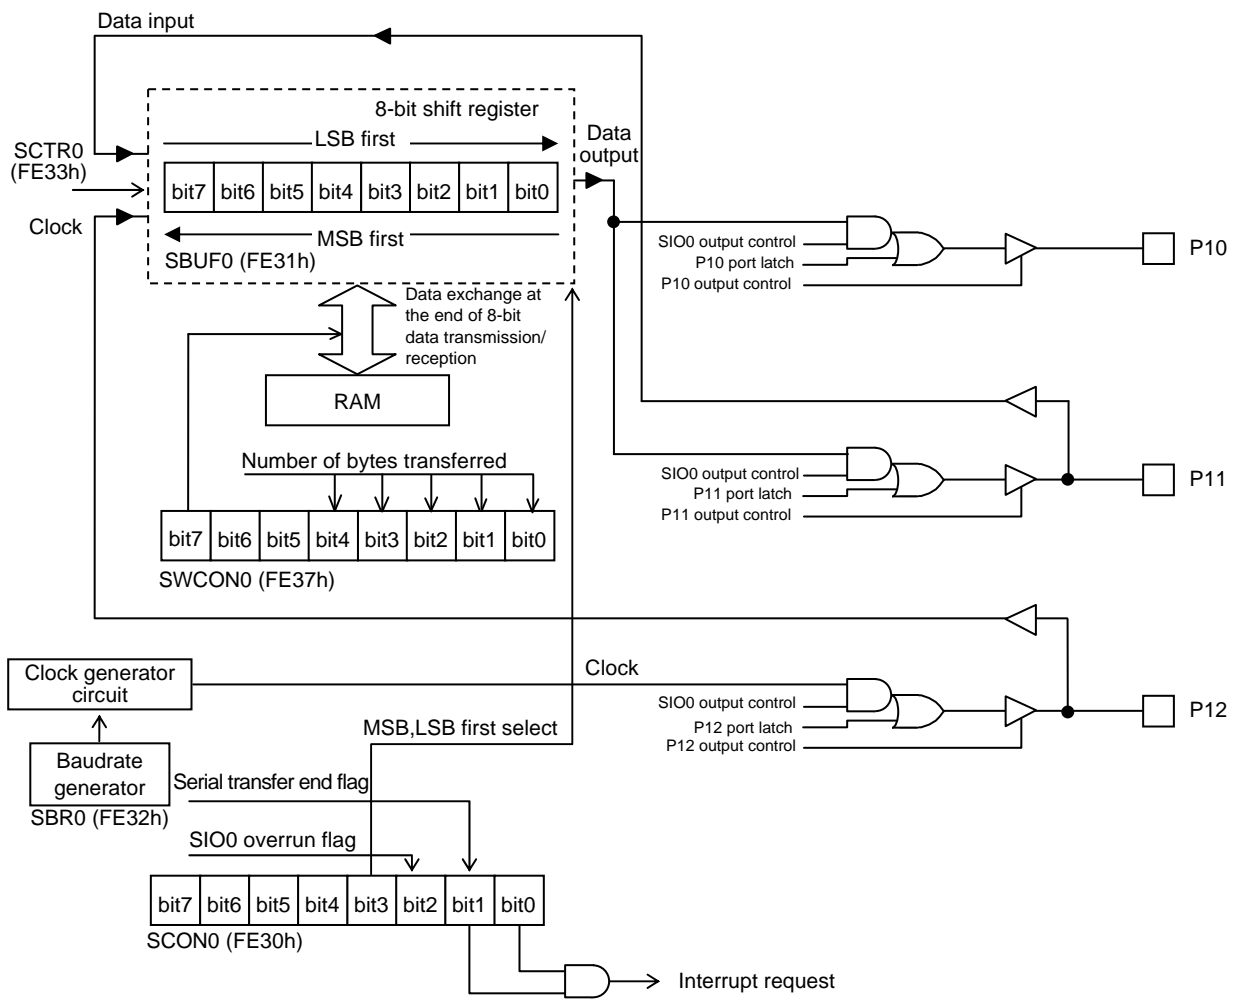 Data input
8-bit shift register
LSB first
Data
output
SCTR0
(FE33h)
bit7 bit6 bit5 bit4 bit3 bit2 bit1 bit0
Clock
MSB first
SBUF0 (FE31h)
SIO0 output control
P10 port latch
P10 output control
P10
Data exchange at
the end of 8-bit
data transmission/
reception
RAM
Number of bytes transferred
SIO0 output control
P11 port latch
P11 output control
P11
bit7 bit6 bit5 bit4 bit3 bit2 bit1 bit0
SWCON0 (FE37h)
Clock generator
circuit
Clock
SIO0 output control
P12 port latch
P12 output control
P12
MSB,LSB first select
Baudrate
generator
SBR0 (FE32h)
Serial transfer end flag
SIO0 overrun flag
bit7 bit6 bit5 bit4 bit3 bit2 bit1 bit0
SCON0 (FE30h)
Interrupt request